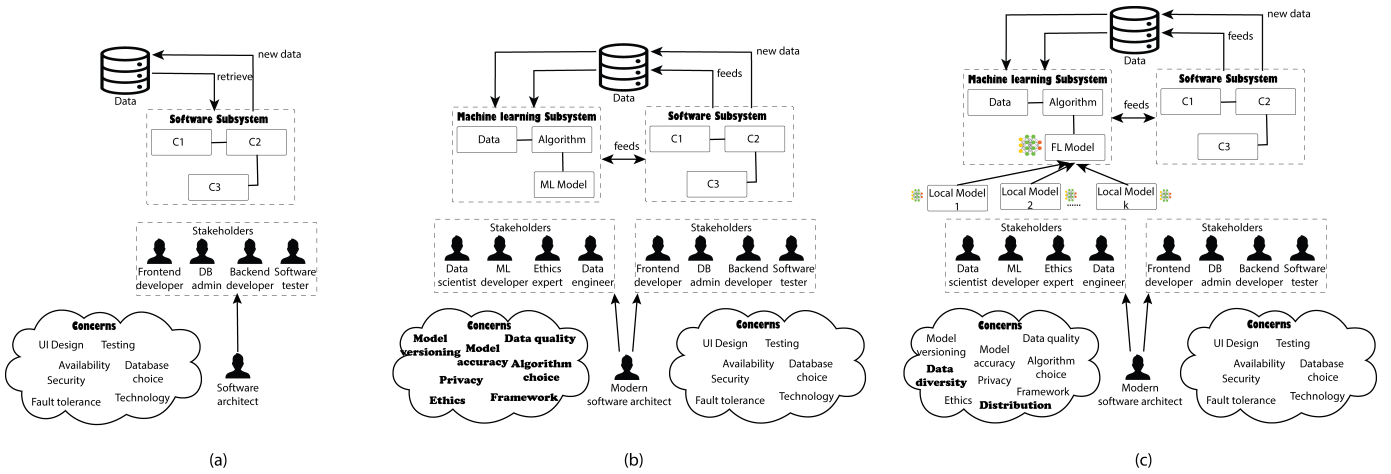 new data
retrieve
Data
Software Subsystem
C1
C2
C3
Stakeholders
Frontend
developer
DB
admin
Backend
developer
Software
tester
Concerns
UI Design
Testing
Availability
Database
choice
Security
Fault tolerance
Technology
Software
architect
(a)
new data
feeds
Data
Machine learning Subsystem
Data
Algorithm
ML Model
feeds
Software Subsystem
C1
C2
C3
Stakeholders
Data
scientist
ML
developer
Ethics
expert
Data
engineer
Stakeholders
Frontend
developer
DB
admin
Backend
developer
Software
tester
Concerns
Model
versioning
Data quality
Model
accuracy
Algorithm
choice
Privacy
Ethics
Framework
Modern
software architect
Concerns
UI Design
Testing
Availability
Database
choice
Security
Fault tolerance
Technology
(b)
new data
feeds
Data
Machine learning Subsystem
Data
Algorithm
FL Model
feeds
Software Subsystem
C1
C2
C3
Local Model
1
Local Model
2
......
Local Model
k
Stakeholders
Data
scientist
ML
developer
Ethics
expert
Data
engineer
Stakeholders
Frontend
developer
DB
admin
Backend
developer
Software
tester
Concerns
Model
versioning
Data quality
Model
accuracy
Algorithm
choice
Data
diversity
Privacy
Framework
Ethics
Distribution
Modern
software architect
Concerns
UI Design
Testing
Availability
Database
choice
Security
Fault tolerance
Technology
(c)